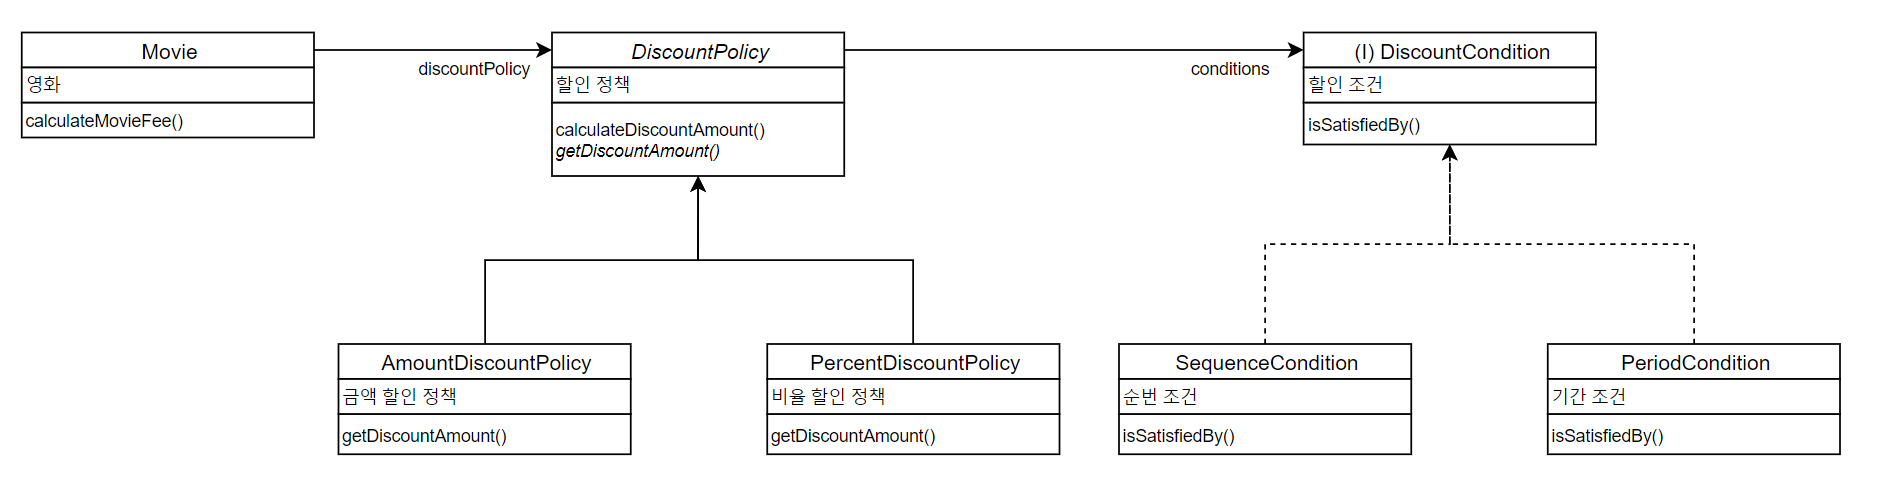 Movie
영화
calculateMovieFee()
discountPolicy
DiscountPolicy
할인 정책
calculateDiscountAmount()
getDiscountAmount()
conditions
(I) DiscountCondition
할인 조건
isSatisfiedBy()
AmountDiscountPolicy
금액 할인 정책
getDiscountAmount()
PercentDiscountPolicy
비율 할인 정책
getDiscountAmount()
SequenceCondition
순번 조건
isSatisfiedBy()
PeriodCondition
기간 조건
isSatisfiedBy()